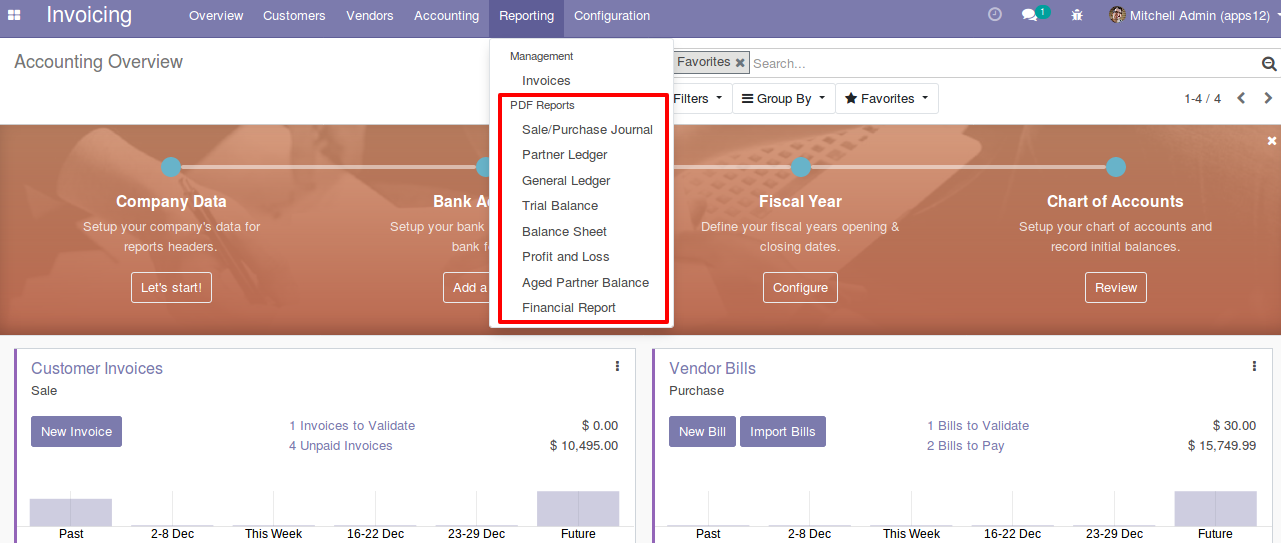 Invoicing Overview Customers Vendors Accounting Reporting Configuration 1 Mitchell Admin (apps12)
Accounting Overview
Management
Invoices
PDF Reports
Sale/Purchase Journal
Partner Ledger
General Ledger
Trial Balance
Balance Sheet
Profit and Loss
Aged Partner Balance
Financial Report
Favorites Search...
Filters Group By Favorites 1-4 / 4
Company Data
Setup your company's data for
reports headers.
Let's start!
Bank
Setup your bank
bank
Add a
Fiscal Year
Define your fiscal years opening &
closing dates.
Configure
Chart of Accounts
Setup your chart of accounts and
record initial balances.
Review
Customer Invoices
Sale
New Invoice
1 Invoices to Validate $ 0.00
4 Unpaid Invoices $ 10,495.00
Past 2-8 Dec This Week 16-22 Dec 23-29 Dec Future
Vendor Bills
Purchase
New Bill Import Bills
1 Bills to Validate $ 30.00
2 Bills to Pay $ 15,749.99
Past 2-8 Dec This Week 16-22 Dec 23-29 Dec Future